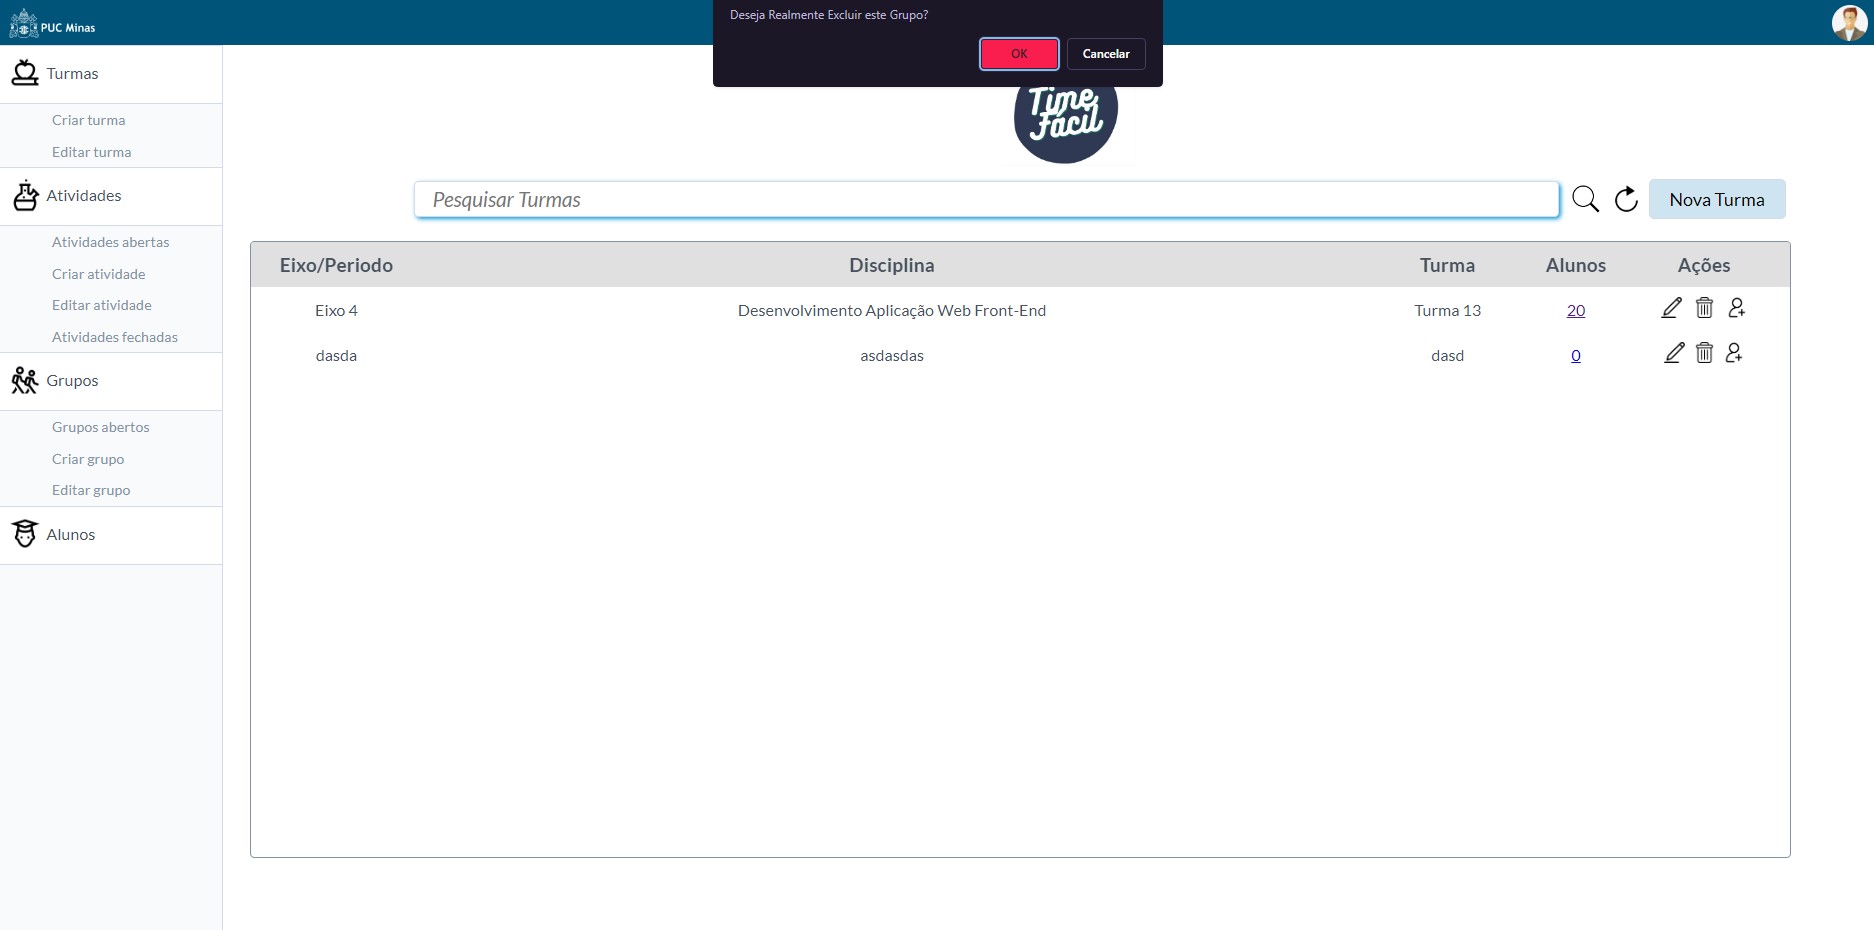 PUC Minas
Deseja Realmente Excluir este Grupo?
OK
Cancelar
Time
Fácil
Turmas
Criar turma
Editar turma
Atividades
Atividades abertas
Criar atividade
Editar atividade
Atividades fechadas
Grupos
Grupos abertos
Criar grupo
Editar grupo
Alunos
Pesquisar Turmas
Nova Turma
Eixo/Periodo Disciplina Turma Alunos Ações
Eixo 4 Desenvolvimento Aplicação Web Front-End Turma 13 20
dasda asdasdas dasd 0